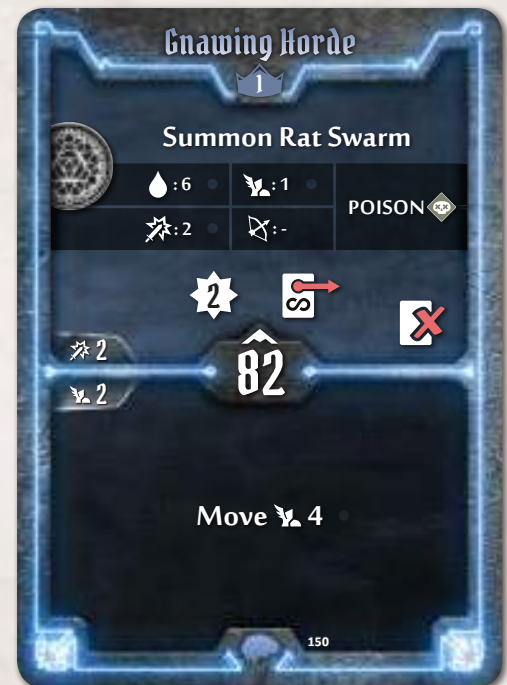 Gnawing Horde
1
Summon Rat Swarm
: 6 : 1
POISON
: 2 : -
2
2
82
2
Move 4
150